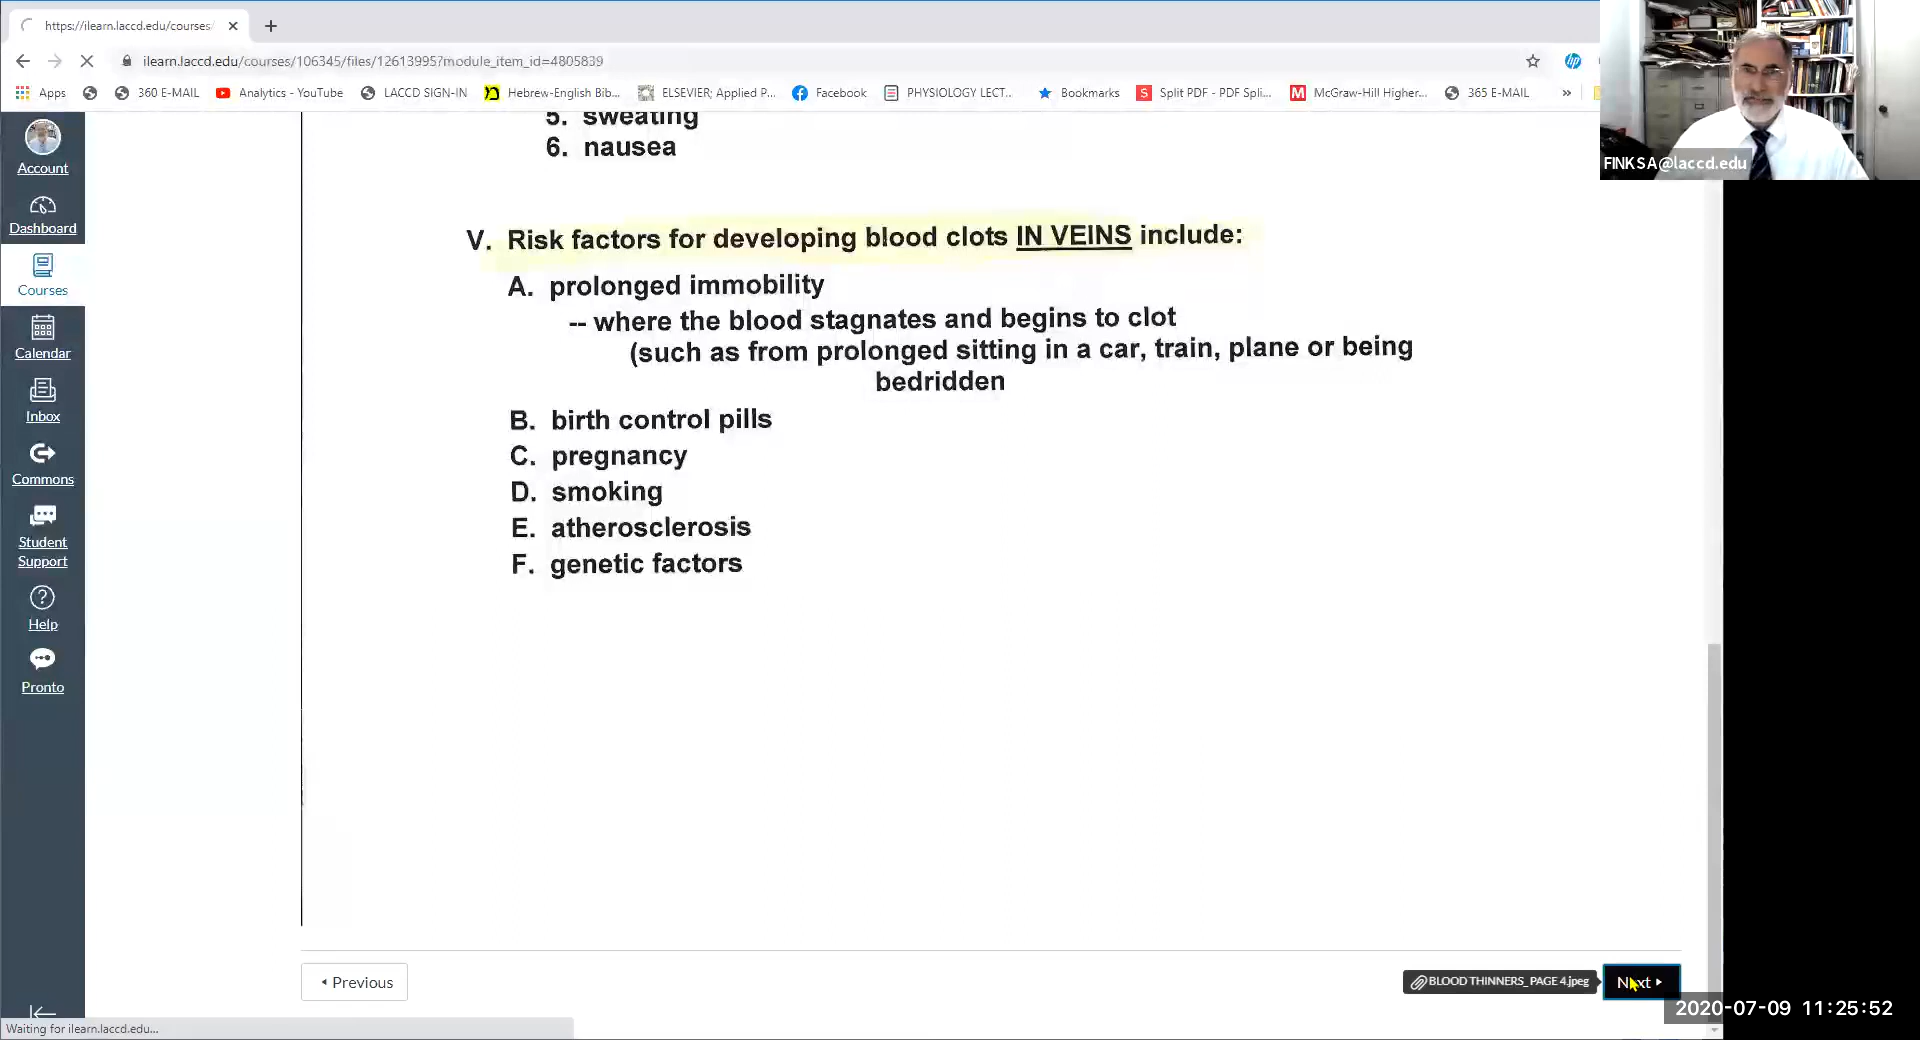 https://ilearn.laccd.edu/courses
ilearn.laccd.edu/courses/106345/files/12613995?module_item_id=4805839
Apps
360 E-MAIL
Analytics - YouTube
LACCD SIGN-IN
Hebrew-English Bib...
ELSEVIER; Applied P...
Facebook
PHYSIOLOGY LECT...
Bookmarks
Split PDF - PDF Spli...
McGraw-Hill Higher...
365 E-MAIL
»
FINKSA@laccd.edu
Account
Dashboard
Courses
Calendar
Inbox
Commons
Student
Support
Help
Pronto
5. sweating
6. nausea
V. Risk factors for developing blood clots IN VEINS include:
A. prolonged immobility
-- where the blood stagnates and begins to clot
(such as from prolonged sitting in a car, train, plane or being
bedridden
B. birth control pills
C. pregnancy
D. smoking
E. atherosclerosis
F. genetic factors
Previous
BLOOD THINNERS_ PAGE 4.jpeg
Next
2020-07-09 11:25:52
Waiting for ilearn.laccd.edu...